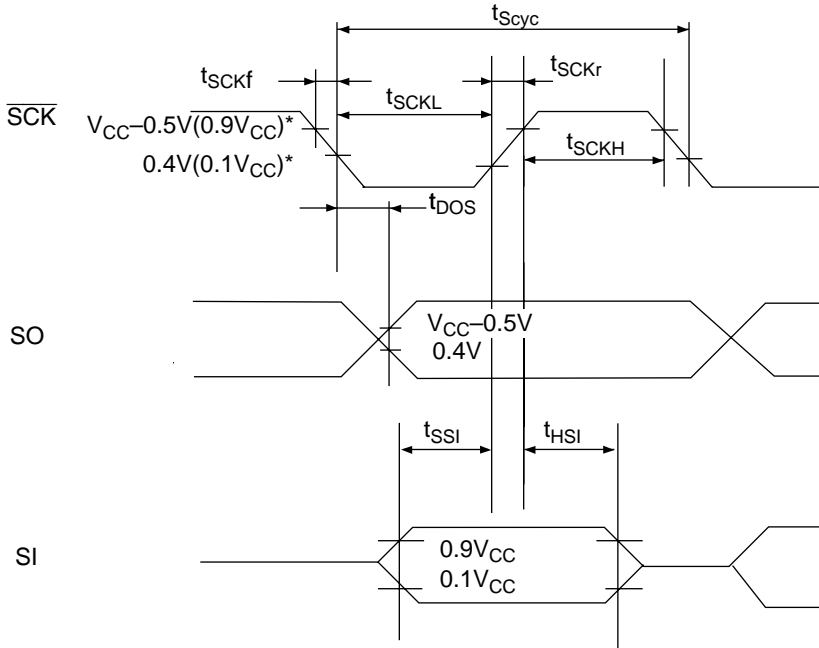 tScyc
tSCKf
tSCKr
tSCKL
SCK
VCC–0.5V(0.9VCC)*
0.4V(0.1VCC)*
tSCKH
tDOS
SO
VCC–0.5V
0.4V
tSSI
tHSI
SI
0.9VCC
0.1VCC